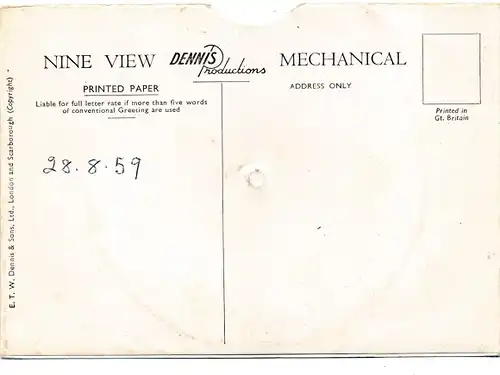 NINE VIEW DENNIS Productions MECHANICAL
PRINTED PAPER
Liable for full letter rate if more than five words
of conventional Greeting are used
ADDRESS ONLY
Printed in
Gt. Britain
28.8.59
E. T. W. Dennis & Sons, Ltd., London and Scarborough (Copyright)